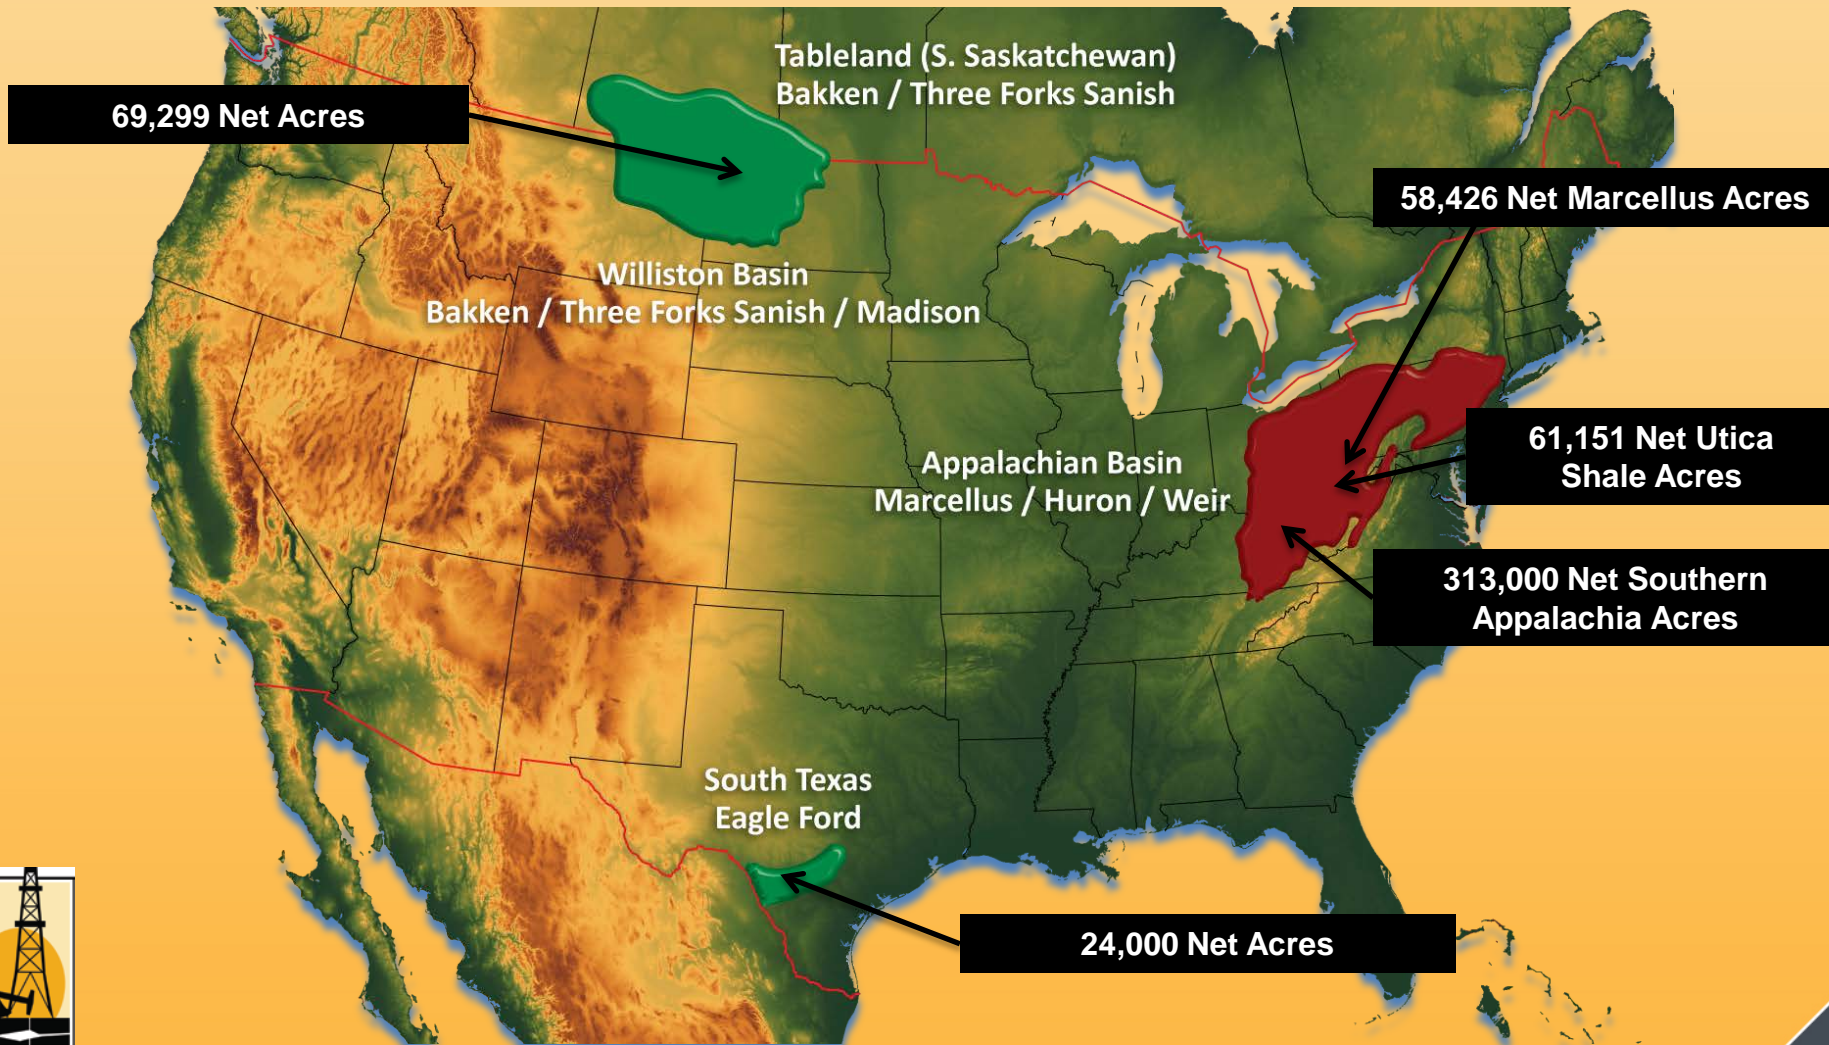 Tableland (S. Saskatchewan)
Bakken / Three Forks Sanish
69,299 Net Acres
58,426 Net Marcellus Acres
Williston Basin
Bakken / Three Forks Sanish / Madison
61,151 Net Utica
Shale Acres
Appalachian Basin
Marcellus / Huron / Weir
313,000 Net Southern
Appalachia Acres
South Texas
Eagle Ford
24,000 Net Acres